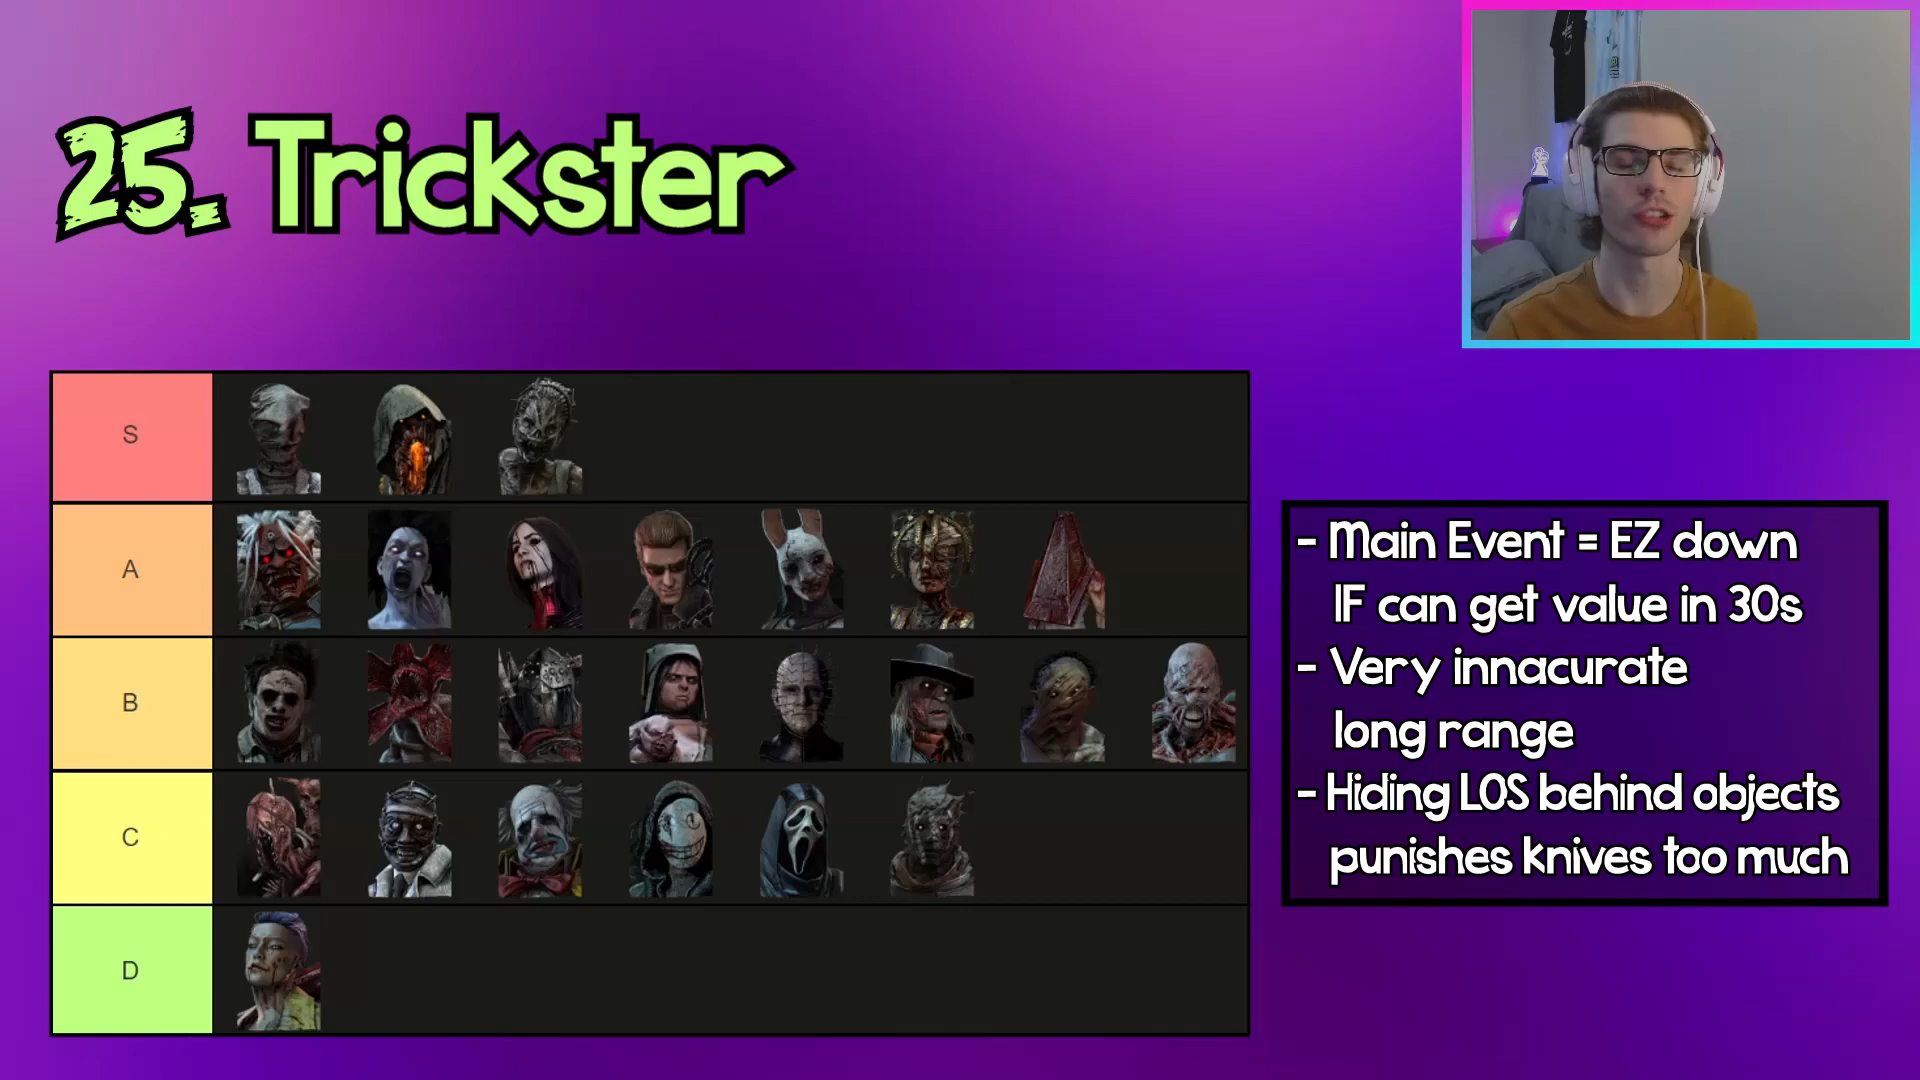 25. Trickster
S
A
B
C
D
- Main Event = EZ down
IF can get value in 30s
- Very innacurate
long range
- Hiding LOS behind objects
punishes knives too much